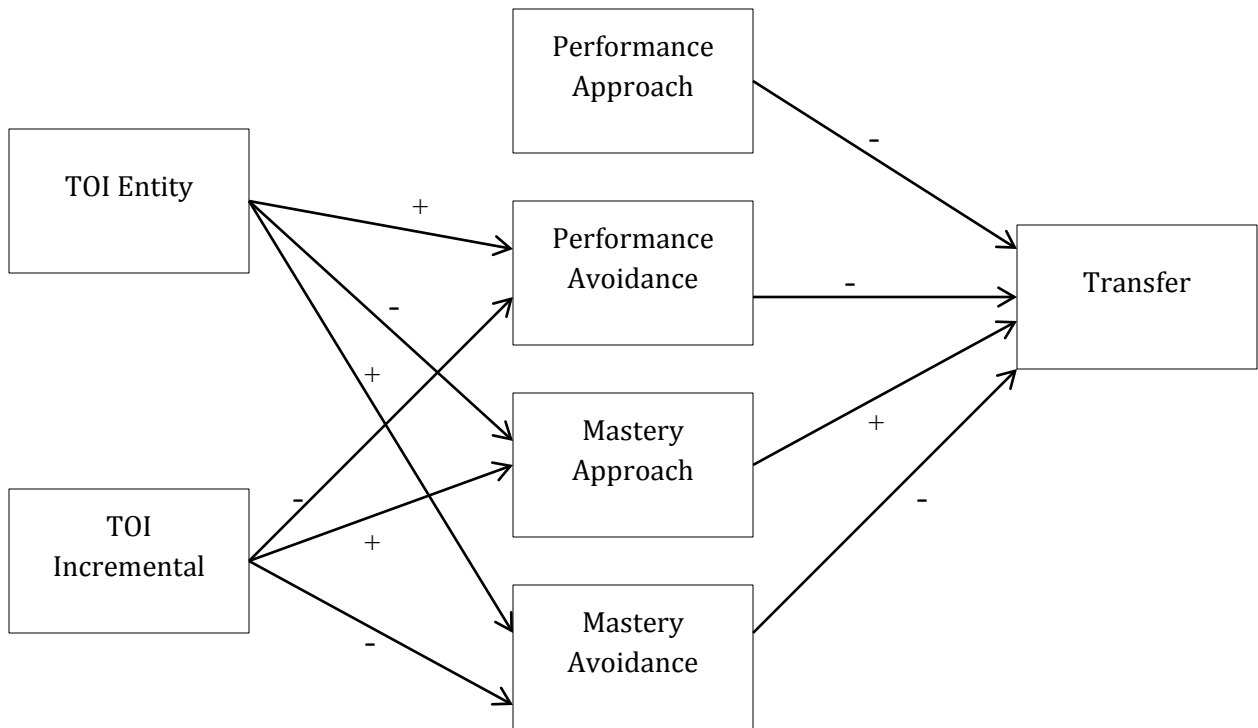 Performance
Approach
-
TOI Entity
+
Performance
Avoidance
-
Transfer
-
+
Mastery
Approach
+
-
TOI
Incremental
-
+
Mastery
Avoidance
-